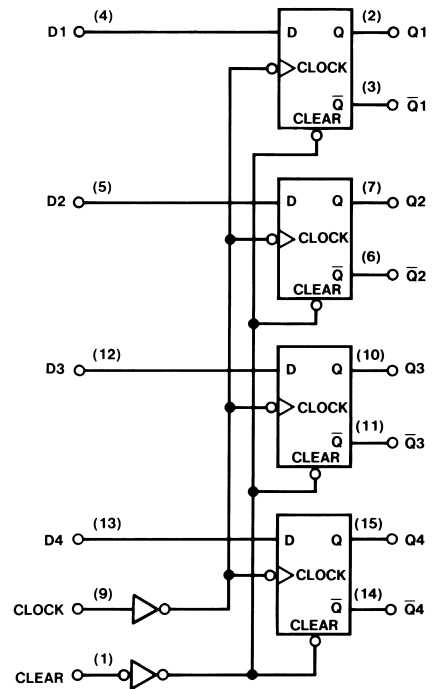 D1 (4) D Q (2) Q1
CLOCK
Q̅ (3) Q̅1
CLEAR
D2 (5) D Q (7) Q2
CLOCK
Q̅ (6) Q̅2
CLEAR
D3 (12) D Q (10) Q3
CLOCK
Q̅ (11) Q̅3
CLEAR
D4 (13) D Q (15) Q4
CLOCK
Q̅ (14) Q̅4
CLEAR
CLOCK (9)
CLEAR (1)